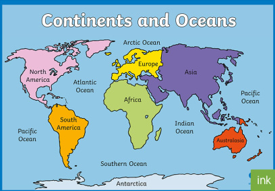 Continents and Oceans
Arctic Ocean
North
America
Europe
Asia
Atlantic
Ocean
Africa
Pacific
Ocean
South
America
Indian
Ocean
Pacific
Ocean
Australasia
Southern Ocean
Antarctica
ink